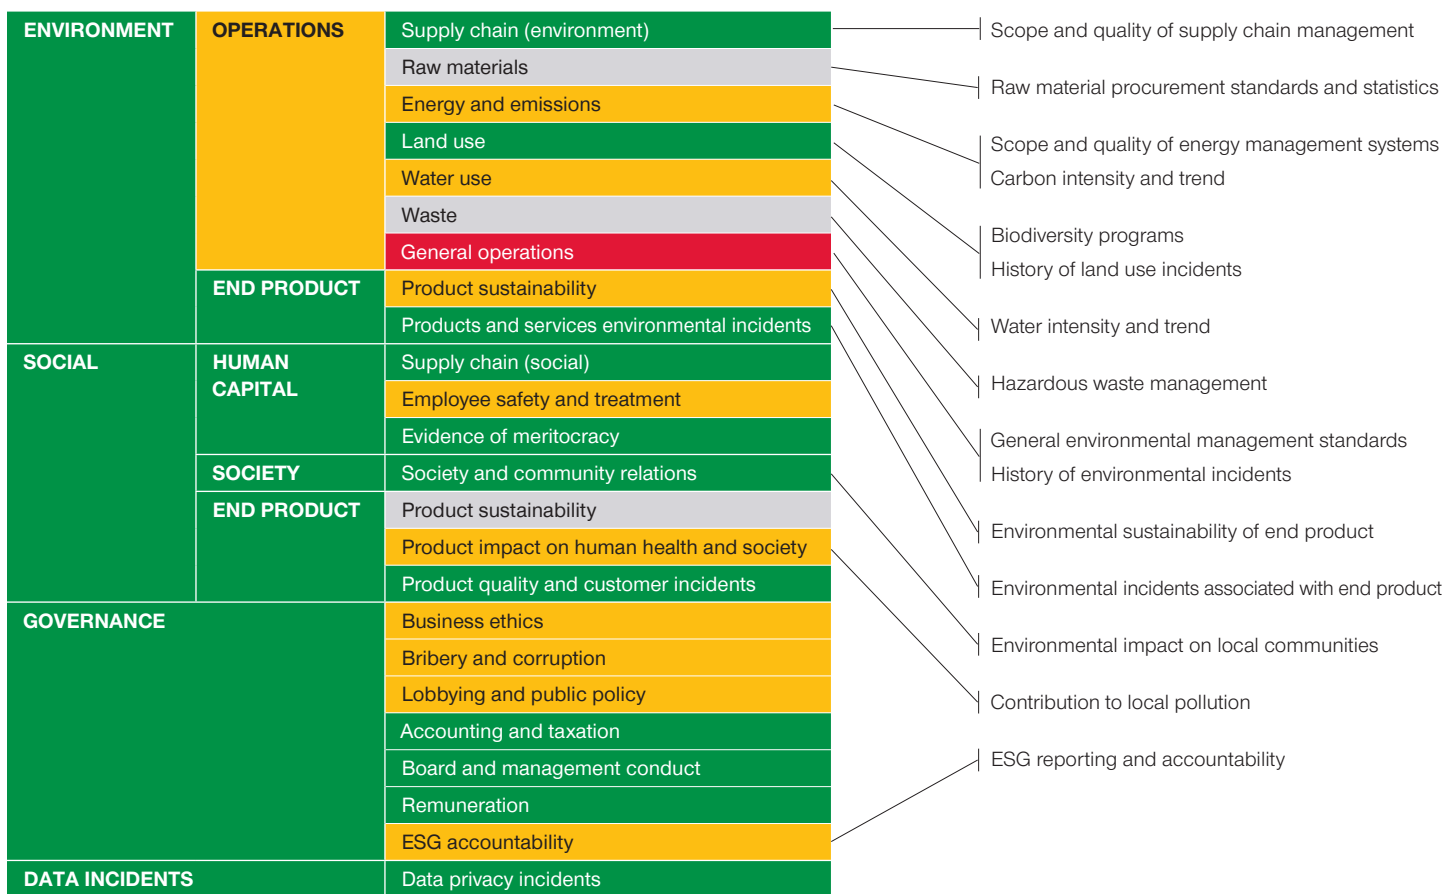 ENVIRONMENT
OPERATIONS
Supply chain (environment)
Raw materials
Energy and emissions
Land use
Water use
Waste
General operations
END PRODUCT
Product sustainability
Products and services environmental incidents
SOCIAL
HUMAN
CAPITAL
Supply chain (social)
Employee safety and treatment
Evidence of meritocracy
SOCIETY
Society and community relations
END PRODUCT
Product sustainability
Product impact on human health and society
Product quality and customer incidents
GOVERNANCE
Business ethics
Bribery and corruption
Lobbying and public policy
Accounting and taxation
Board and management conduct
Remuneration
ESG accountability
DATA INCIDENTS
Data privacy incidents
Scope and quality of supply chain management
Raw material procurement standards and statistics
Scope and quality of energy management systems
Carbon intensity and trend
Biodiversity programs
History of land use incidents
Water intensity and trend
Hazardous waste management
General environmental management standards
History of environmental incidents
Environmental sustainability of end product
Environmental incidents associated with end product
Environmental impact on local communities
Contribution to local pollution
ESG reporting and accountability